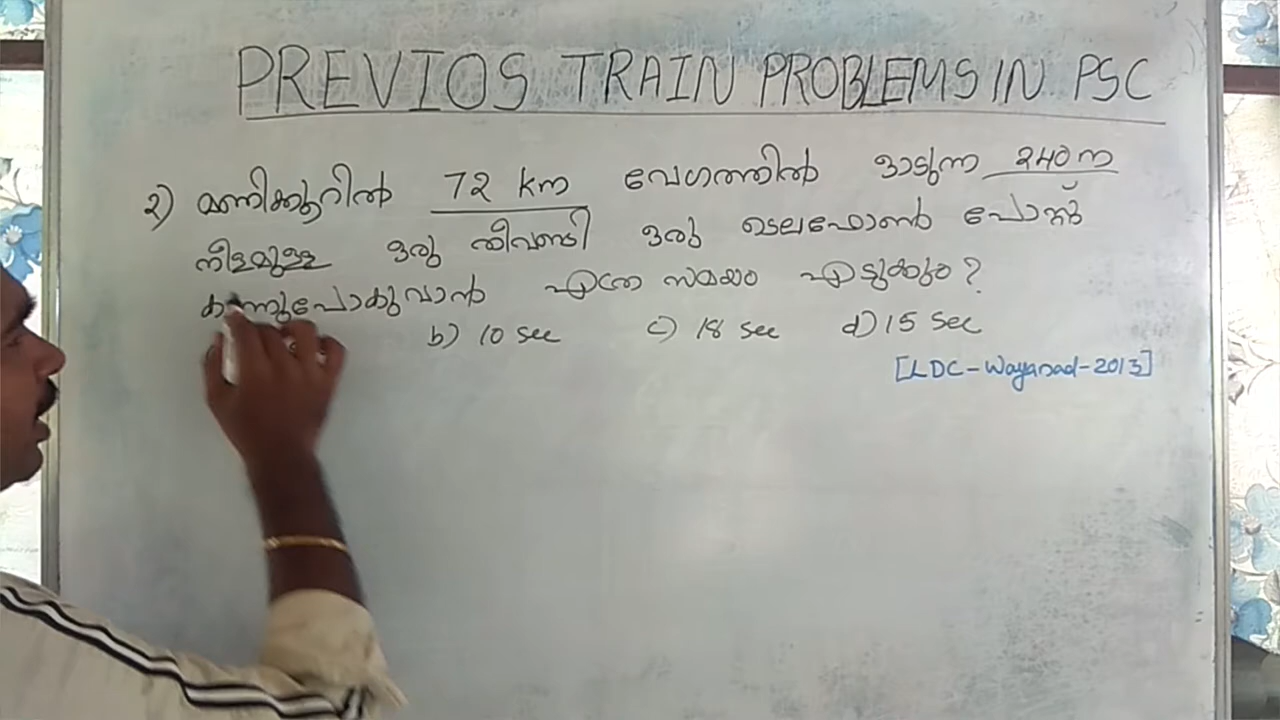 PREVIOS TRAIN PROBLEMS IN PSC
2) മണിക്കൂറിൽ 72 km വേഗത്തിൽ ഓടുന്ന 240 m
നീളമുള്ള ഒരു തീവണ്ടി ഒരു ടെലഫോൺ പോസ്റ്റ്
കടന്നുപോകുവാൻ എത്ര സമയം എടുക്കും?
b) 10 sec c) 18 sec d) 15 sec
[LDC-Wayanad-2013]